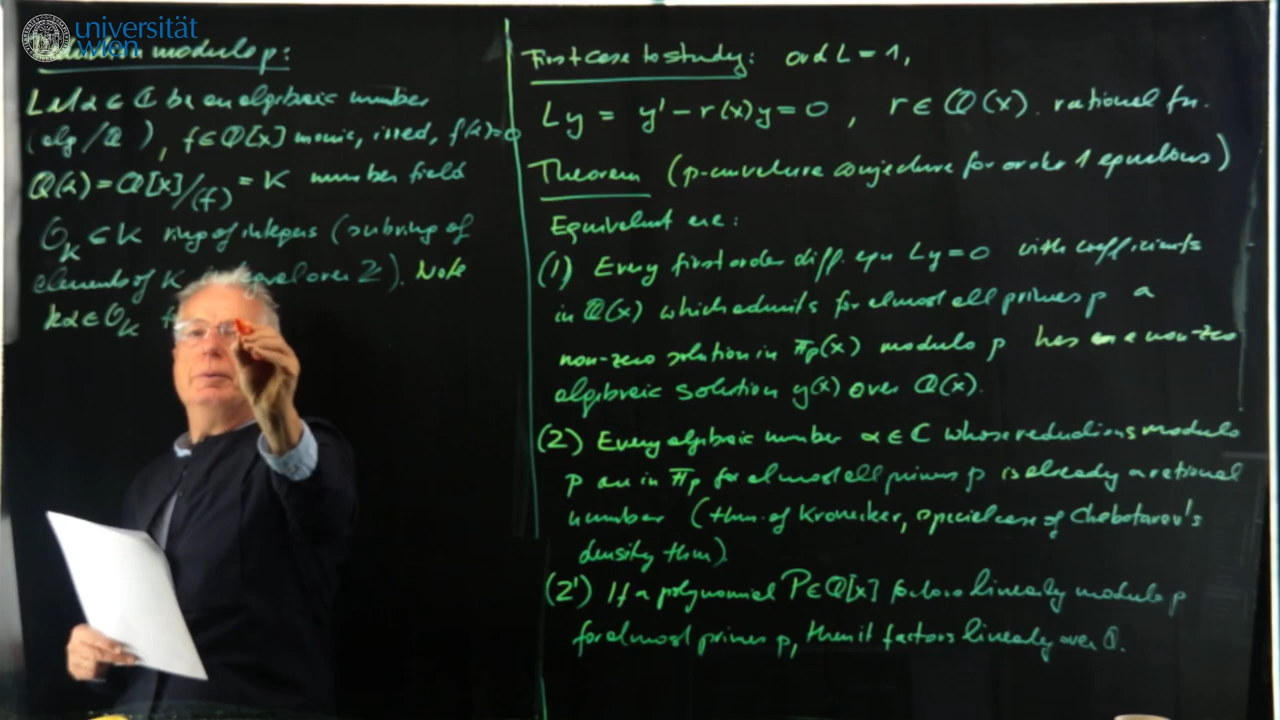 universität
wien
modulo p:
Let α ∈ ℂ be an algebraic number
(alg/ℚ), f ∈ ℚ[x] monic, irred, f(α)=0
ℚ(α) = ℚ[x]/(f) = K number field
O_K ⊂ K ring of integers (subring of
elements of K integral over ℤ). Note
kα ∈ O_K
First case to study: ord L = 1,
Ly = y' - r(x)y = 0, r ∈ ℚ(x). rational fn.
Theorem (p-curvature conjecture for order 1 equations)
Equivalent are:
(1) Every first order diff. equ Ly=0 with coefficients
in ℚ(x) which admits for almost all primes p a
non-zero solution in 𝔽p(x) modulo p has a non-zero
algebraic solution y(x) over ℚ(x).
(2) Every algebraic number α ∈ ℂ whose reductions modulo
p are in 𝔽p for almost all primes p is already a rational
number (thm. of Kronecker, special case of Chebotarov's
density thm)
(2') If a polynomial P ∈ ℚ[x] factors linearly modulo p
for almost primes p, then it factors linearly over ℚ.